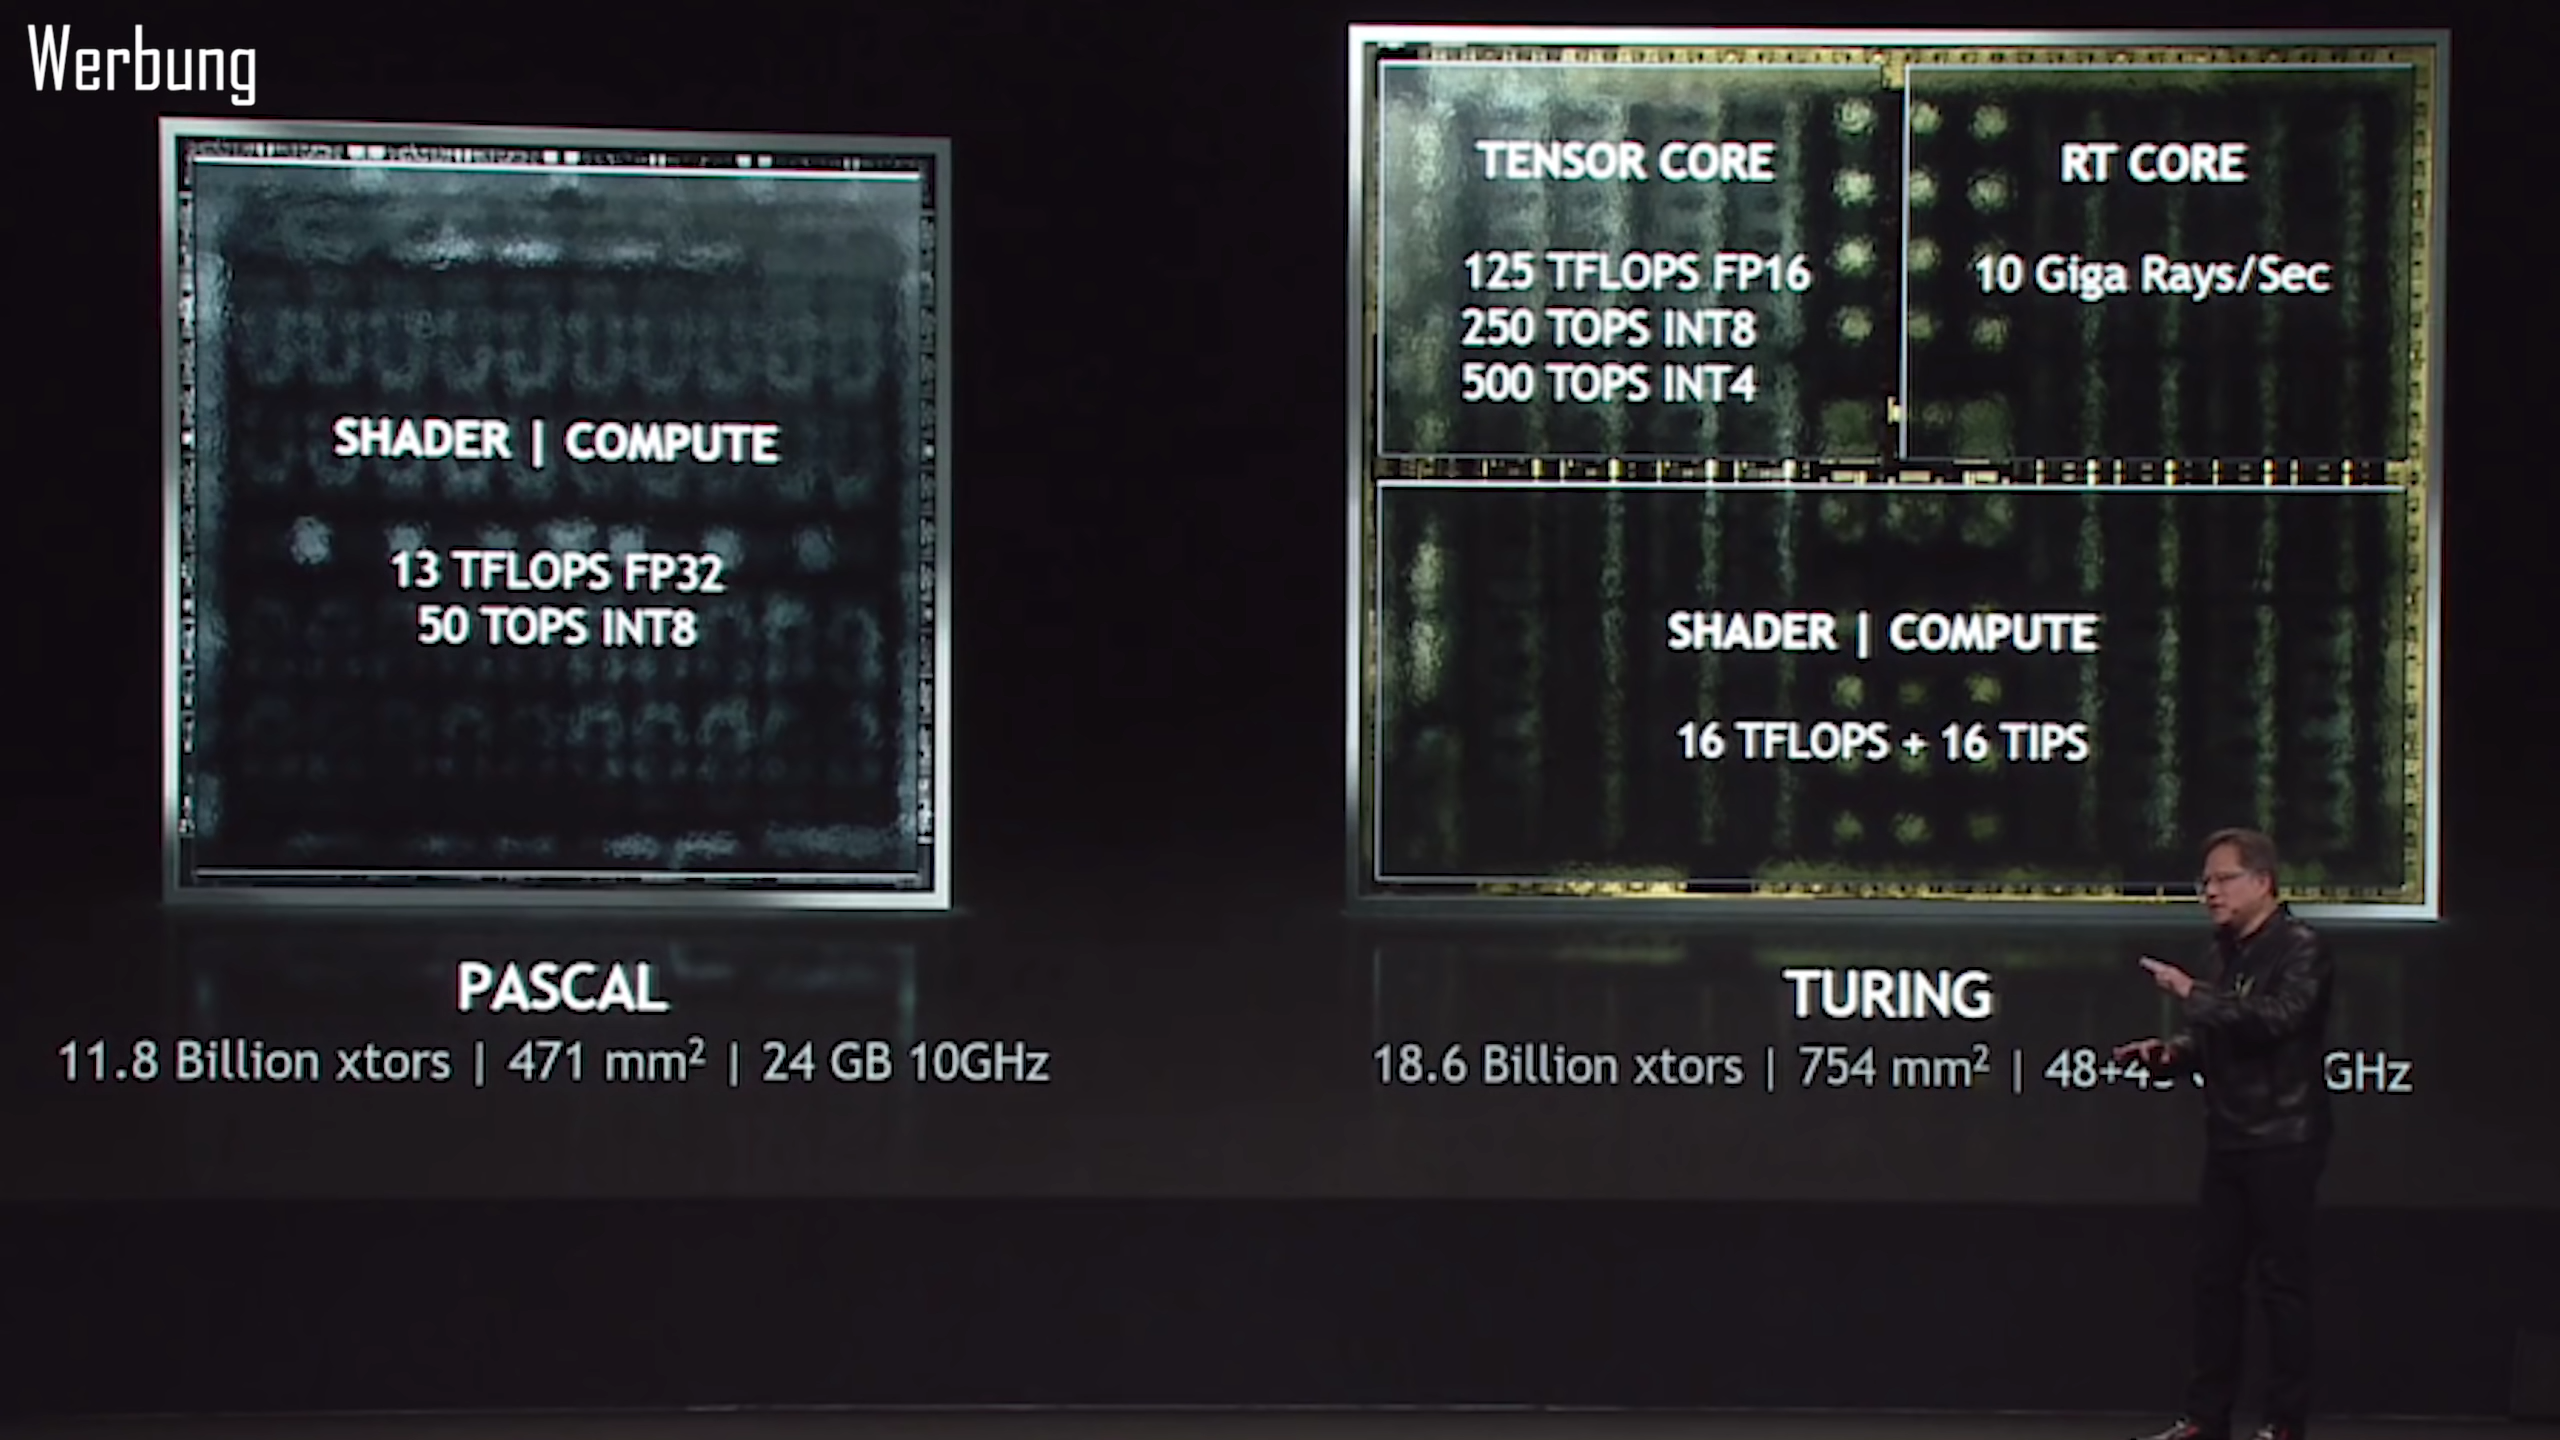 Werbung
SHADER | COMPUTE
13 TFLOPS FP32
50 TOPS INT8
PASCAL
11.8 Billion xtors | 471 mm² | 24 GB 10GHz
TENSOR CORE
125 TFLOPS FP16
250 TOPS INT8
500 TOPS INT4
RT CORE
10 Giga Rays/Sec
SHADER | COMPUTE
16 TFLOPS + 16 TIPS
TURING
18.6 Billion xtors | 754 mm² | GHz